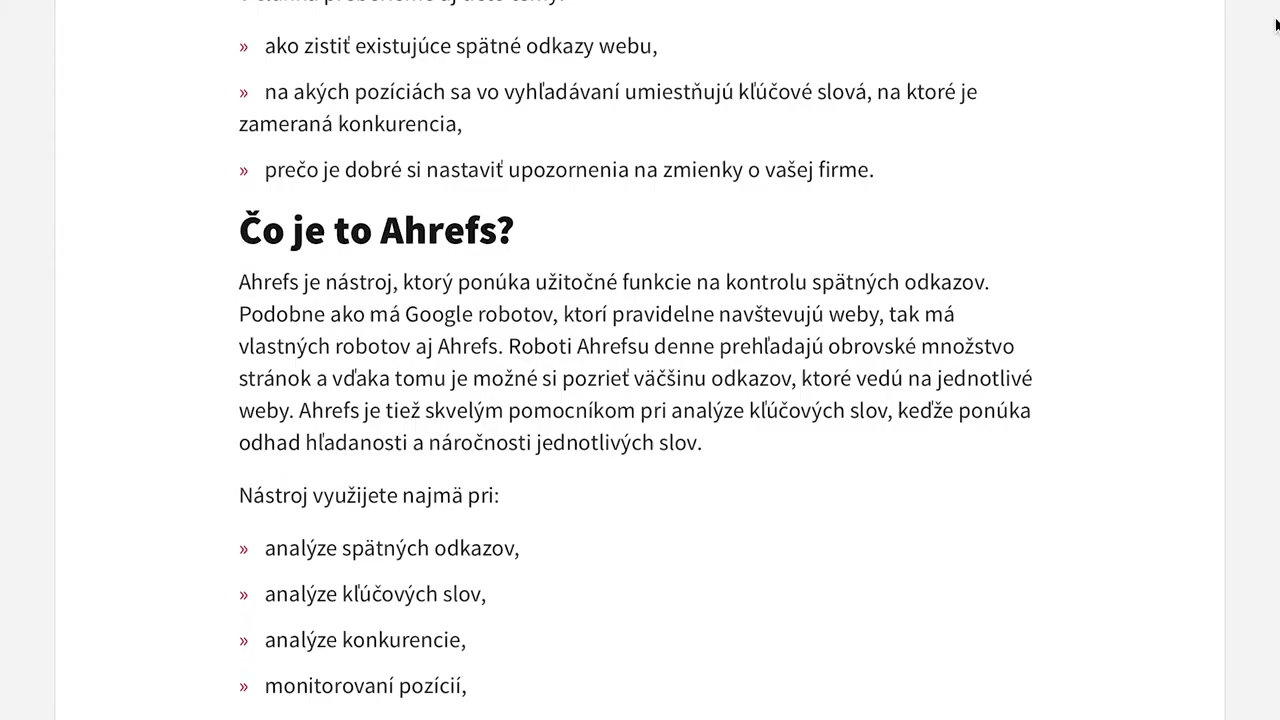 » ako zistiť existujúce spätné odkazy webu,
» na akých pozíciách sa vo vyhľadávaní umiestňujú kľúčové slová, na ktoré je
zameraná konkurencia,
» prečo je dobré si nastaviť upozornenia na zmienky o vašej firme.
Čo je to Ahrefs?
Ahrefs je nástroj, ktorý ponúka užitočné funkcie na kontrolu spätných odkazov.
Podobne ako má Google robotov, ktorí pravidelne navštevujú weby, tak má
vlastných robotov aj Ahrefs. Roboti Ahrefsu denne prehľadajú obrovské množstvo
stránok a vďaka tomu je možné si pozrieť väčšinu odkazov, ktoré vedú na jednotlivé
weby. Ahrefs je tiež skvelým pomocníkom pri analýze kľúčových slov, keďže ponúka
odhad hľadanosti a náročnosti jednotlivých slov.
Nástroj využijete najmä pri:
» analýze spätných odkazov,
» analýze kľúčových slov,
» analýze konkurencie,
» monitorovaní pozícií,